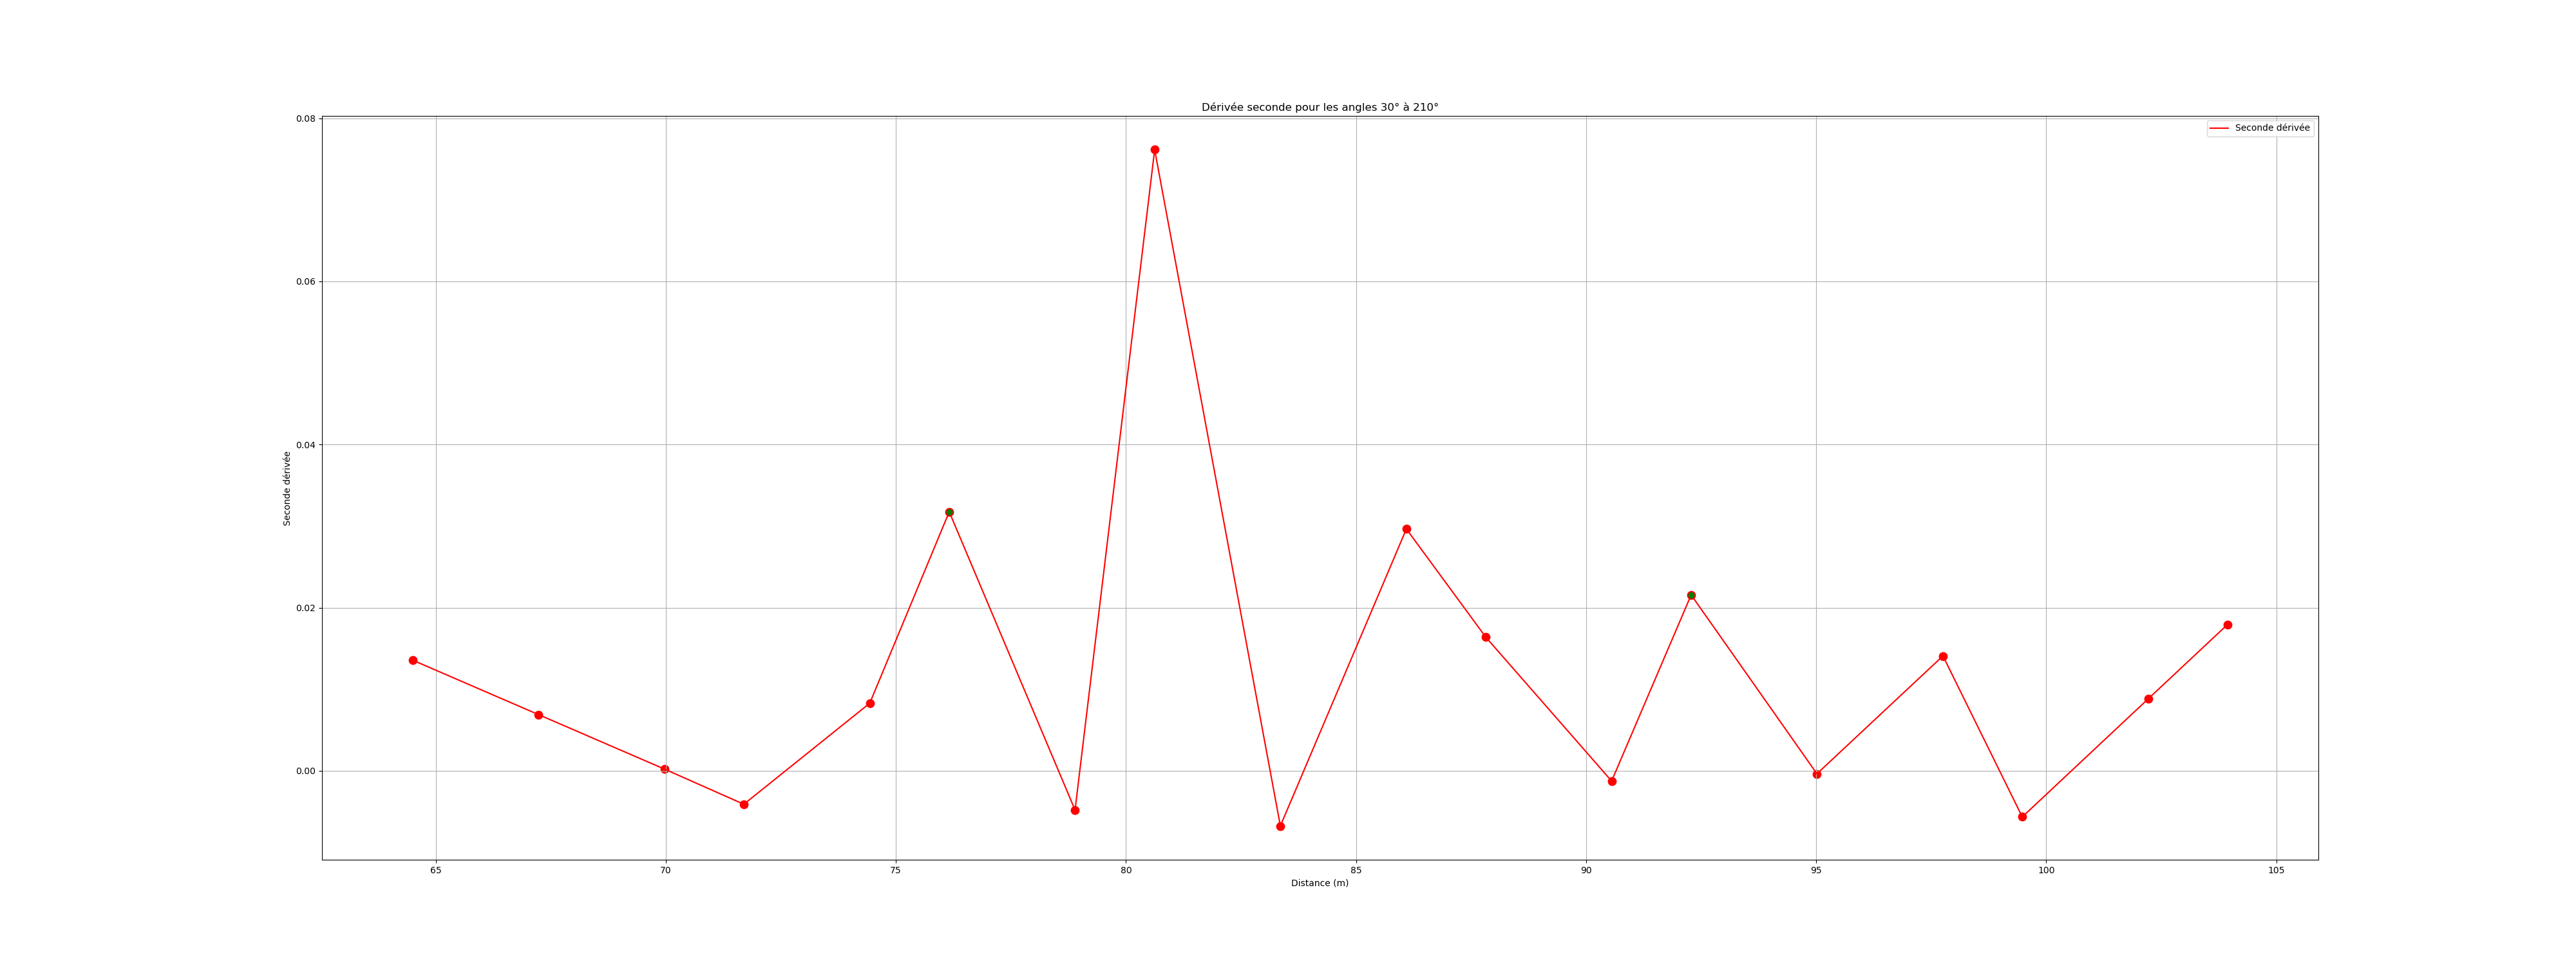 Dérivée seconde pour les angles 30° à 210°
Seconde dérivée
0.08
0.06
0.04
0.02
0.00
Seconde dérivée
65 70 75 80 85 90 95 100 105
Distance (m)